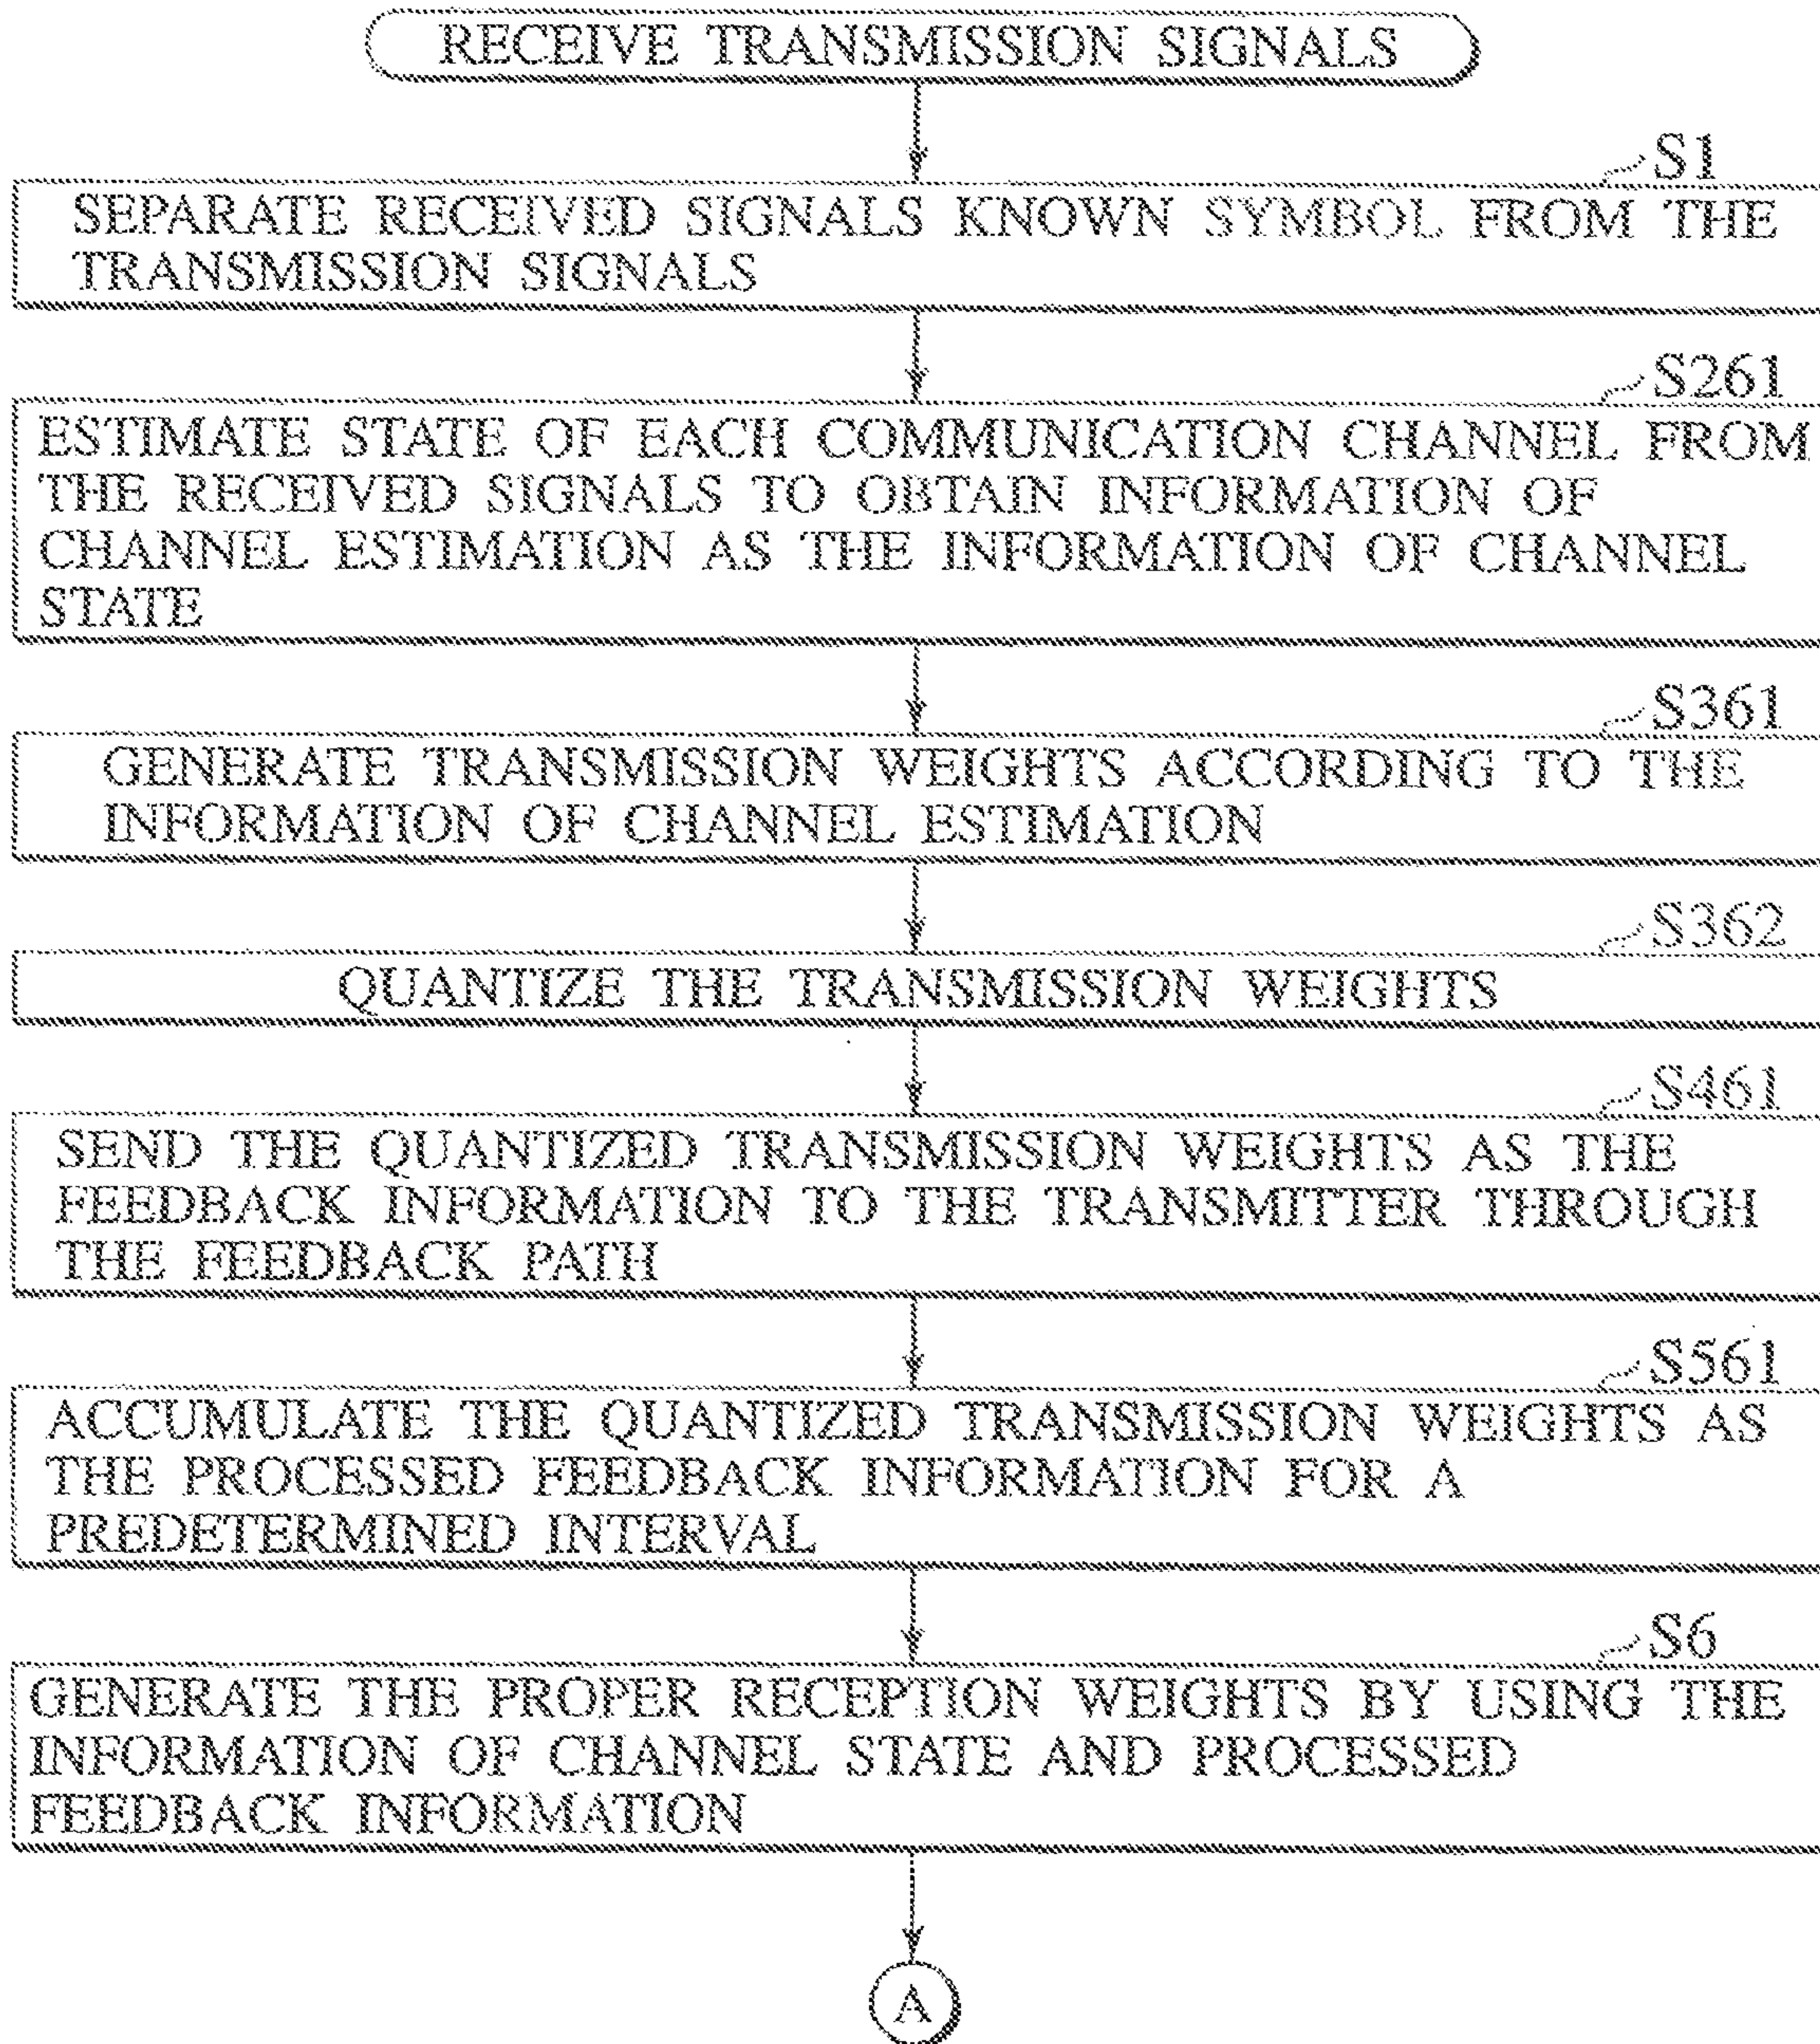 RECEIVE TRANSMISSION SIGNALS
S1
SEPARATE RECEIVED SIGNALS KNOWN SYMBOL FROM THE
TRANSMISSION SIGNALS
S261
ESTIMATE STATE OF EACH COMMUNICATION CHANNEL FROM
THE RECEIVED SIGNALS TO OBTAIN INFORMATION OF
CHANNEL ESTIMATION AS THE INFORMATION OF CHANNEL
STATE
S361
GENERATE TRANSMISSION WEIGHTS ACCORDING TO THE
INFORMATION OF CHANNEL ESTIMATION
S362
QUANTIZE THE TRANSMISSION WEIGHTS
S461
SEND THE QUANTIZED TRANSMISSION WEIGHTS AS THE
FEEDBACK INFORMATION TO THE TRANSMITTER THROUGH
THE FEEDBACK PATH
S561
ACCUMULATE THE QUANTIZED TRANSMISSION WEIGHTS AS
THE PROCESSED FEEDBACK INFORMATION FOR A
PREDETERMINED INTERVAL
S6
GENERATE THE PROPER RECEPTION WEIGHTS BY USING THE
INFORMATION OF CHANNEL STATE AND PROCESSED
FEEDBACK INFORMATION
A